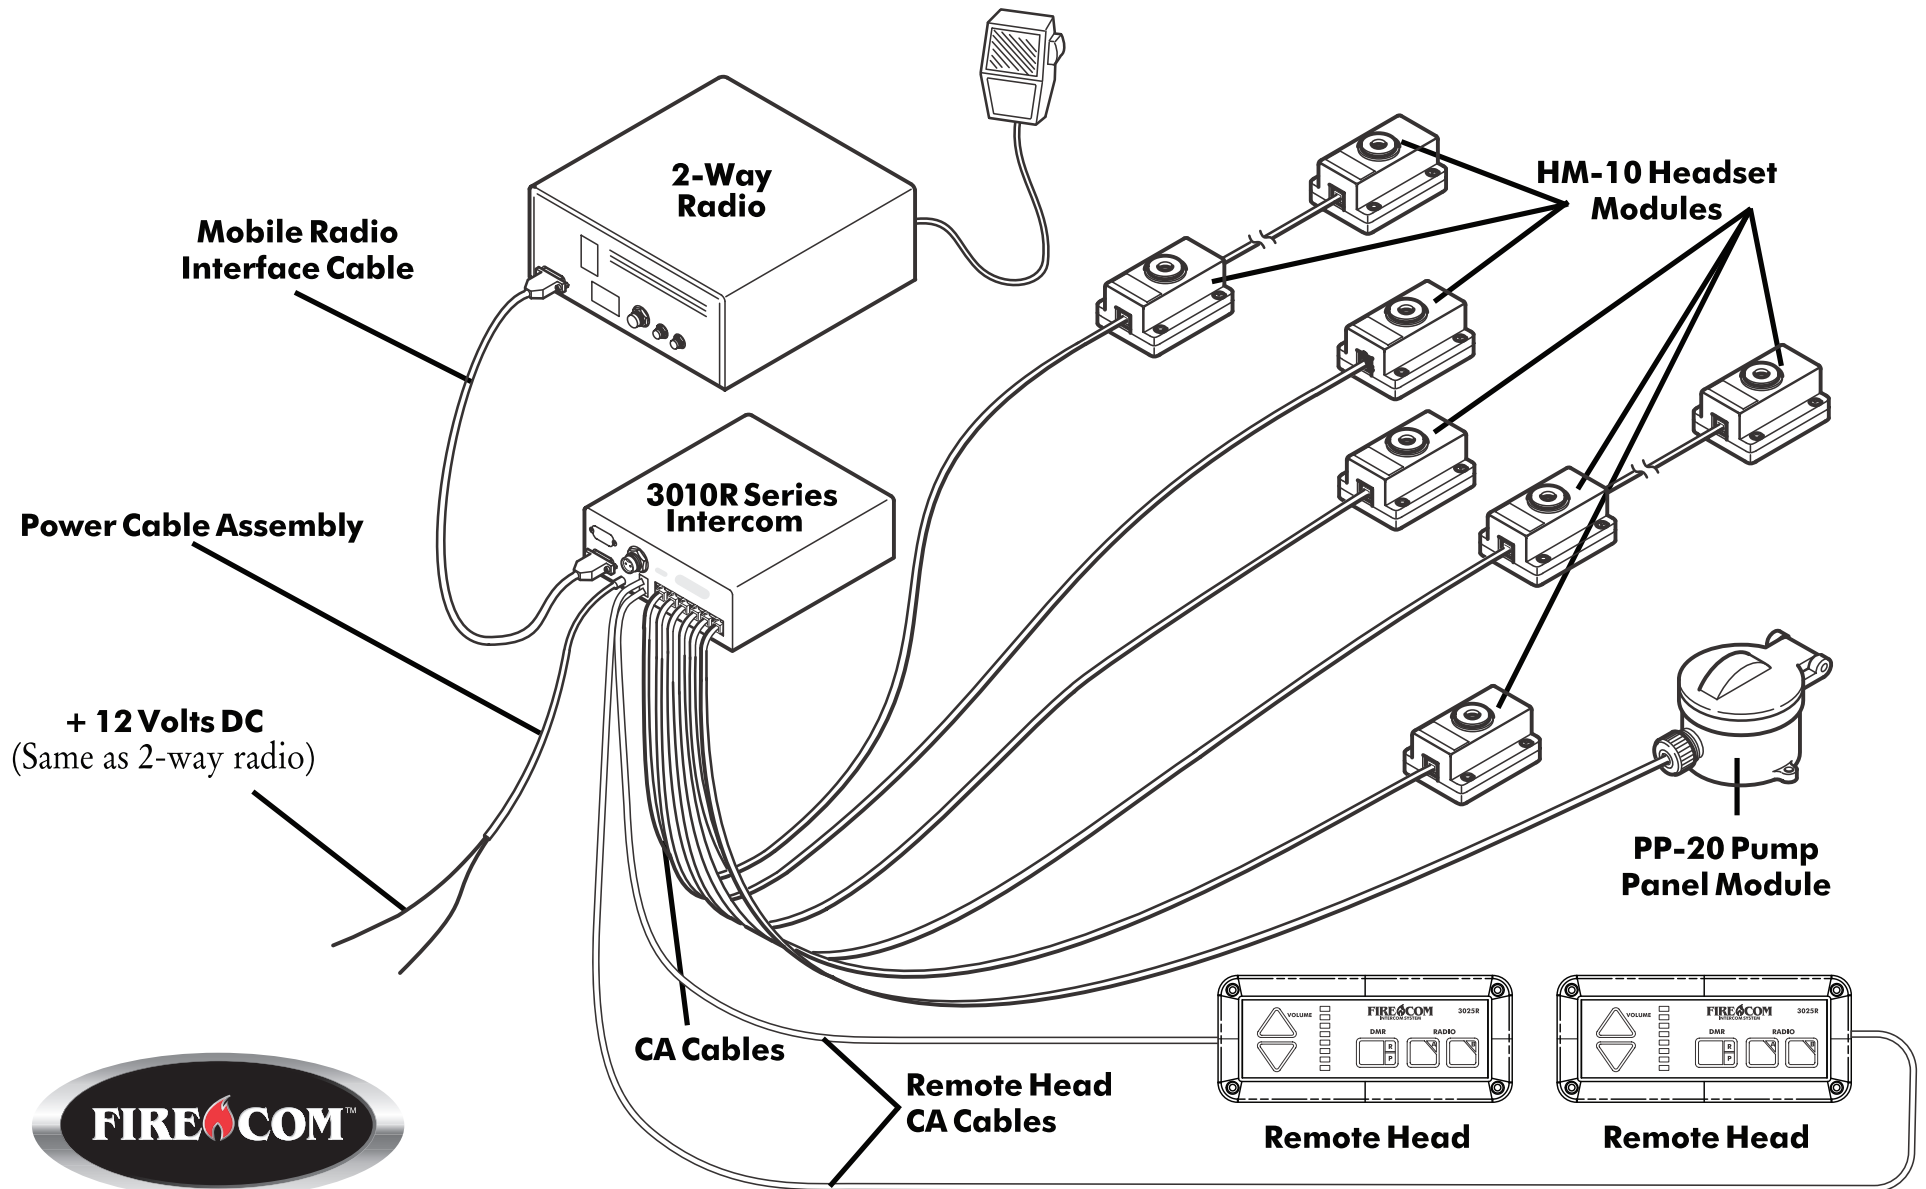 2-Way
Radio
HM-10 Headset
Modules
Mobile Radio
Interface Cable
3010R Series
Intercom
Power Cable Assembly
+ 12 Volts DC
(Same as 2-way radio)
PP-20 Pump
Panel Module
CA Cables
Remote Head
CA Cables
VOLUME
FIRECOM
INTERCOM SYSTEM
3025R
DMR
RADIO
R
P
A
B
Remote Head
VOLUME
FIRECOM
INTERCOM SYSTEM
3025R
DMR
RADIO
R
P
A
B
Remote Head
FIRECOM™